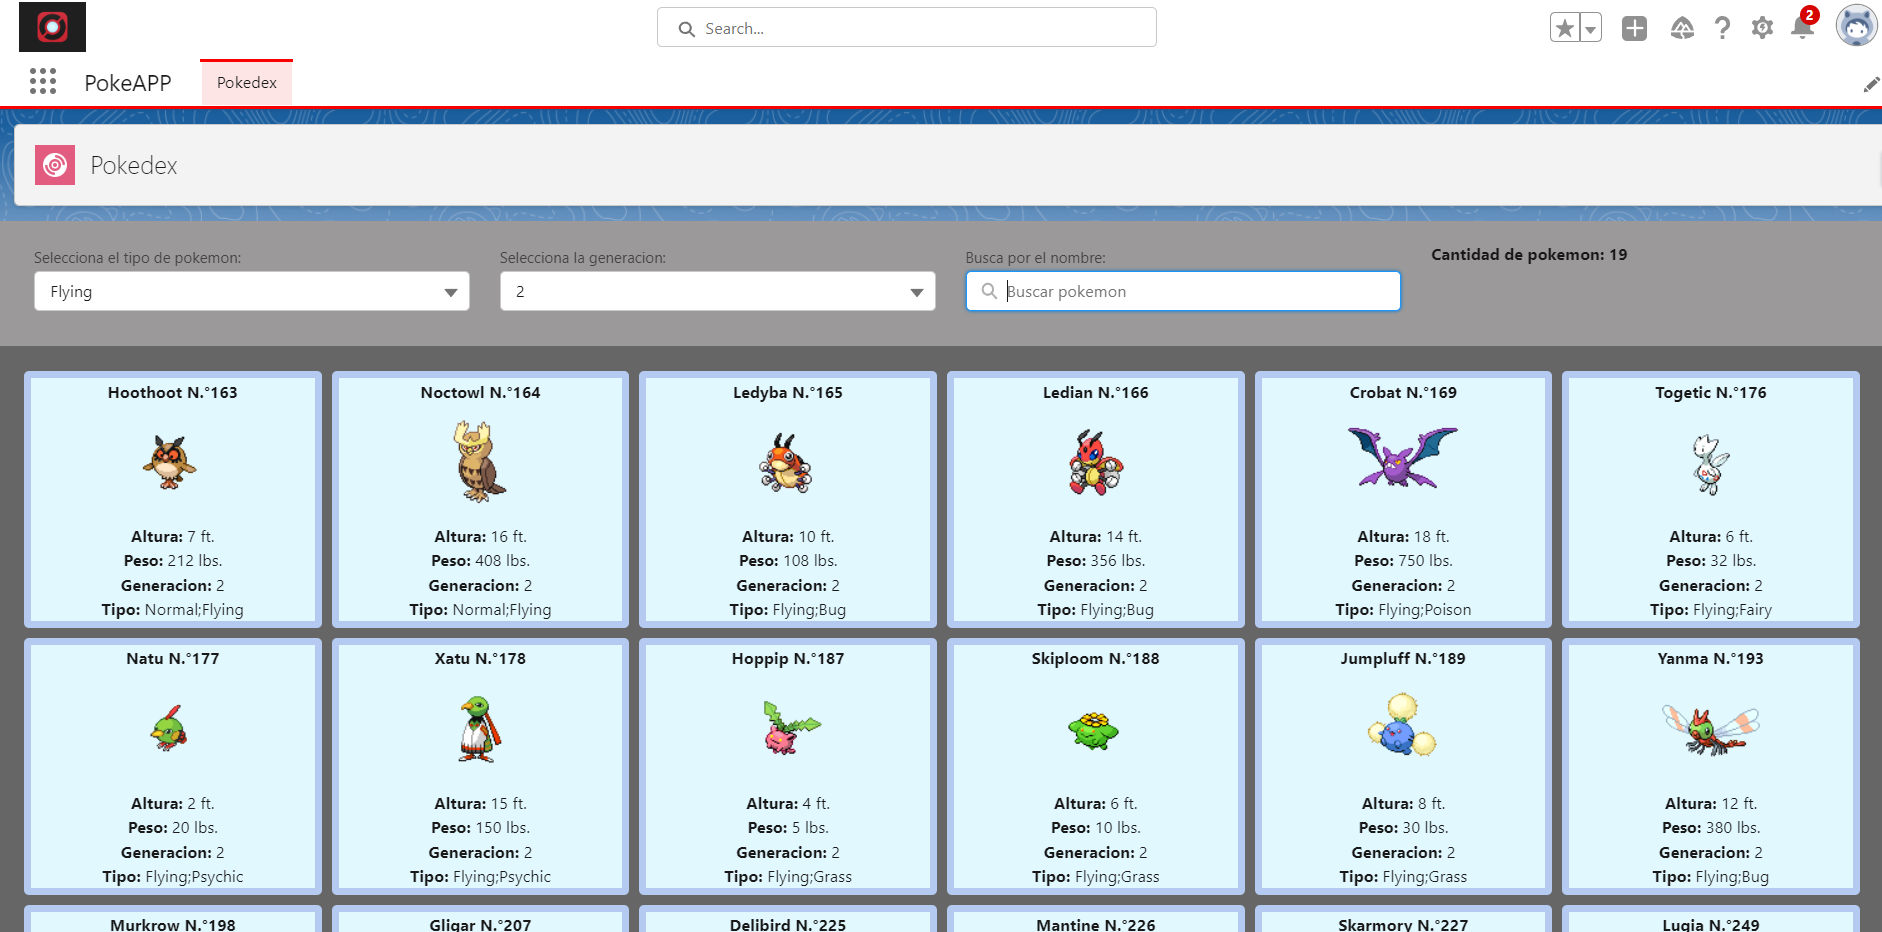 Search...
2
PokeAPP
Pokedex
Pokedex
Selecciona el tipo de pokemon:
Selecciona la generacion:
Busca por el nombre:
Cantidad de pokemon: 19
Flying
2
Buscar pokemon
Hoothoot N.°163
Altura: 7 ft.
Peso: 212 lbs.
Generacion: 2
Tipo: Normal;Flying
Noctowl N.°164
Altura: 16 ft.
Peso: 408 lbs.
Generacion: 2
Tipo: Normal;Flying
Ledyba N.°165
Altura: 10 ft.
Peso: 108 lbs.
Generacion: 2
Tipo: Flying;Bug
Ledian N.°166
Altura: 14 ft.
Peso: 356 lbs.
Generacion: 2
Tipo: Flying;Bug
Crobat N.°169
Altura: 18 ft.
Peso: 750 lbs.
Generacion: 2
Tipo: Flying;Poison
Togetic N.°176
Altura: 6 ft.
Peso: 32 lbs.
Generacion: 2
Tipo: Flying;Fairy
Natu N.°177
Altura: 2 ft.
Peso: 20 lbs.
Generacion: 2
Tipo: Flying;Psychic
Xatu N.°178
Altura: 15 ft.
Peso: 150 lbs.
Generacion: 2
Tipo: Flying;Psychic
Hoppip N.°187
Altura: 4 ft.
Peso: 5 lbs.
Generacion: 2
Tipo: Flying;Grass
Skiploom N.°188
Altura: 6 ft.
Peso: 10 lbs.
Generacion: 2
Tipo: Flying;Grass
Jumpluff N.°189
Altura: 8 ft.
Peso: 30 lbs.
Generacion: 2
Tipo: Flying;Grass
Yanma N.°193
Altura: 12 ft.
Peso: 380 lbs.
Generacion: 2
Tipo: Flying;Bug
Murkrow N.°198
Gligar N.°207
Delibird N.°225
Mantine N.°226
Skarmory N.°227
Lugia N.°249